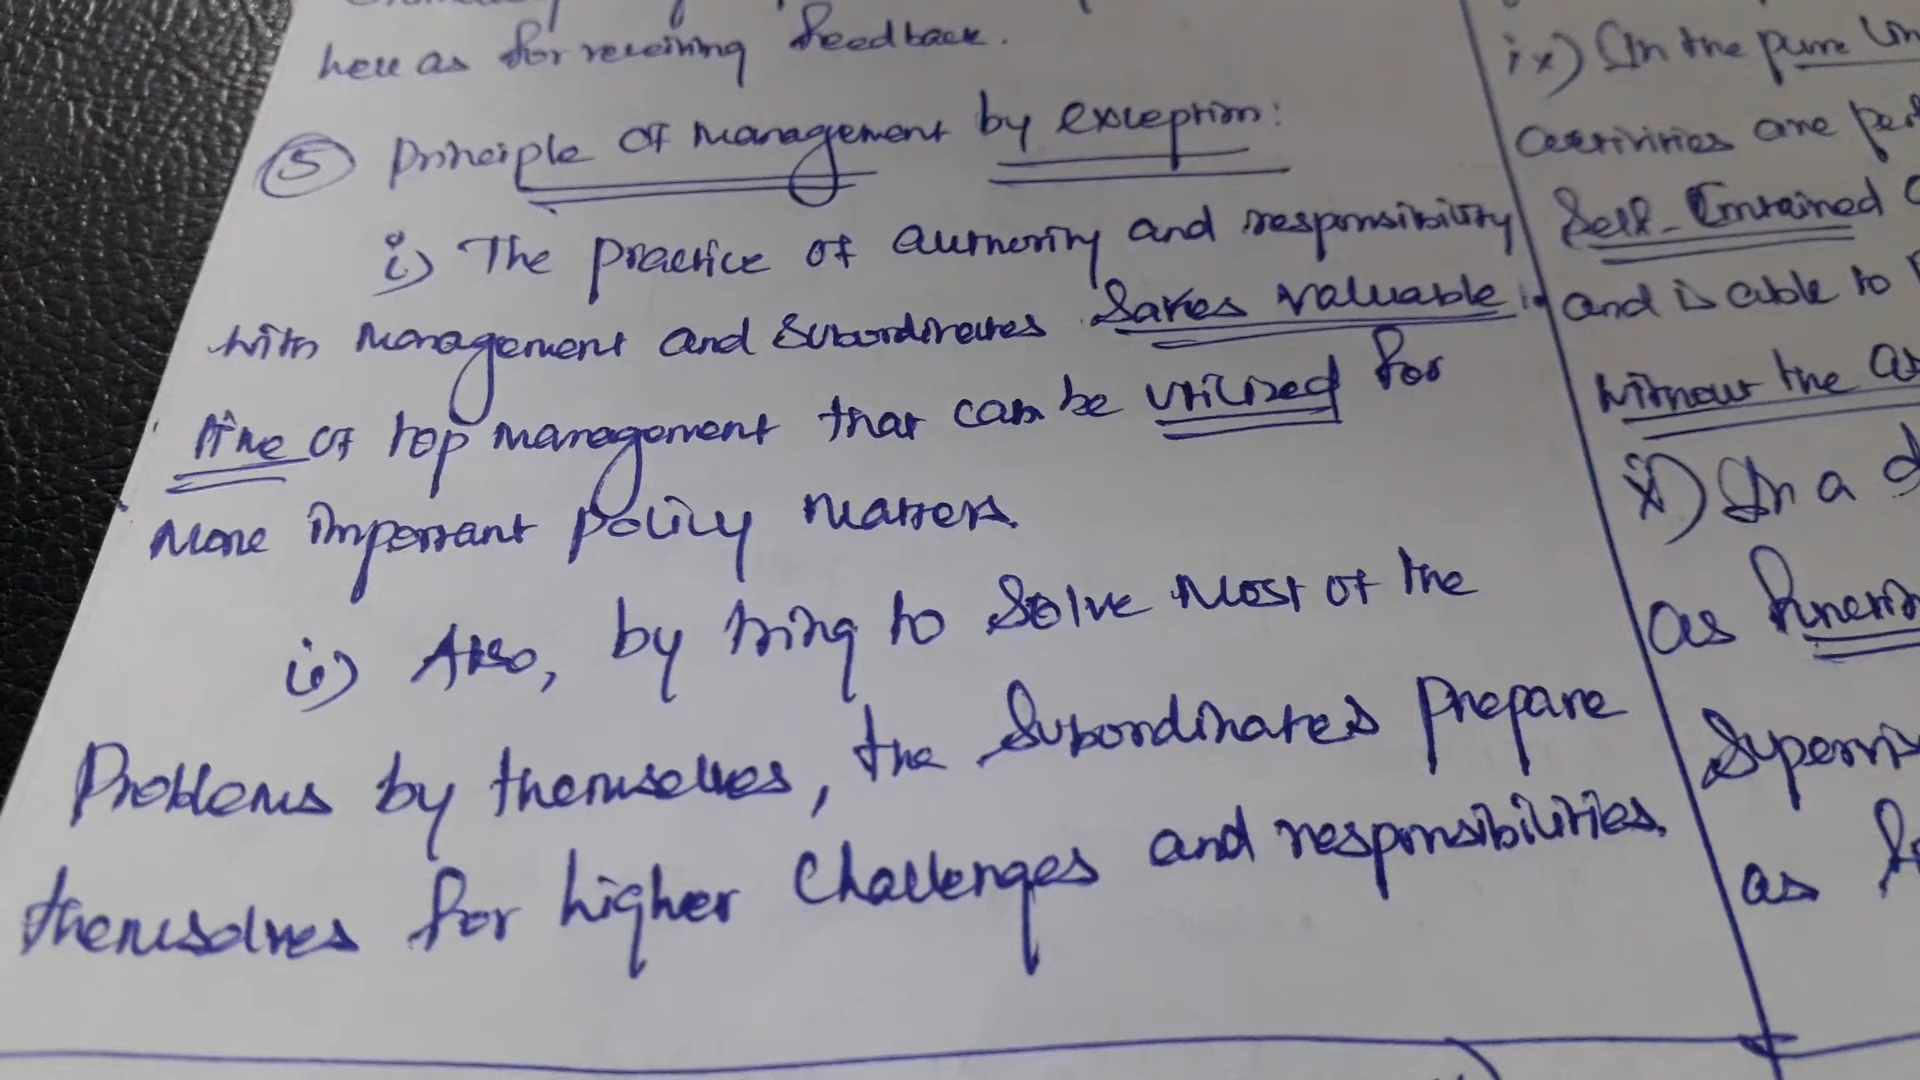 here as for receiving feedback.
⑤ Principle of Management by exception:
i) The practice of authority and responsibility
with Management and Subordinates Saves valuable
time of top management that can be utilized for
More important policy Matters.
ii) Also, by tring to Solve Most of the
Problems by themselves, the Subordinates Prepare
themselves for higher Challenges and responsibilities.
ix) In the pure
activities are
Self-Contained
and is able to
without the
x) In a
as
as